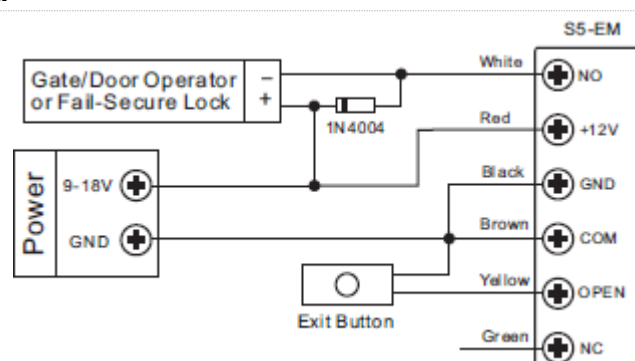 S5-EM
White
NO
Gate/Door Operator
or Fail-Secure Lock
−
+
1N4004
Red
+12V
Power
9-18V
Black
GND
GND
Brown
COM
Yellow
OPEN
Exit Button
Green
NC